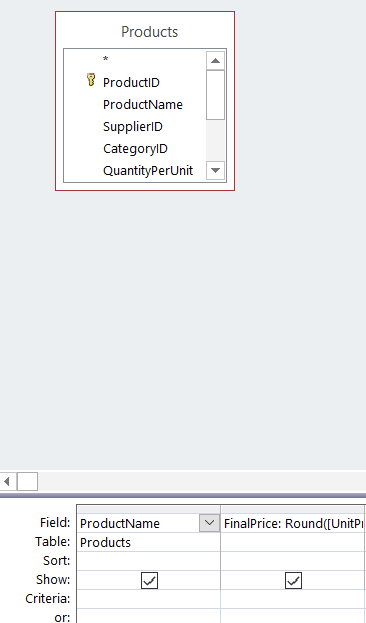 Products
*
ProductID
ProductName
SupplierID
CategoryID
QuantityPerUnit
Field: ProductName FinalPrice: Round([UnitPr
Table: Products
Sort:
Show:
Criteria:
or: